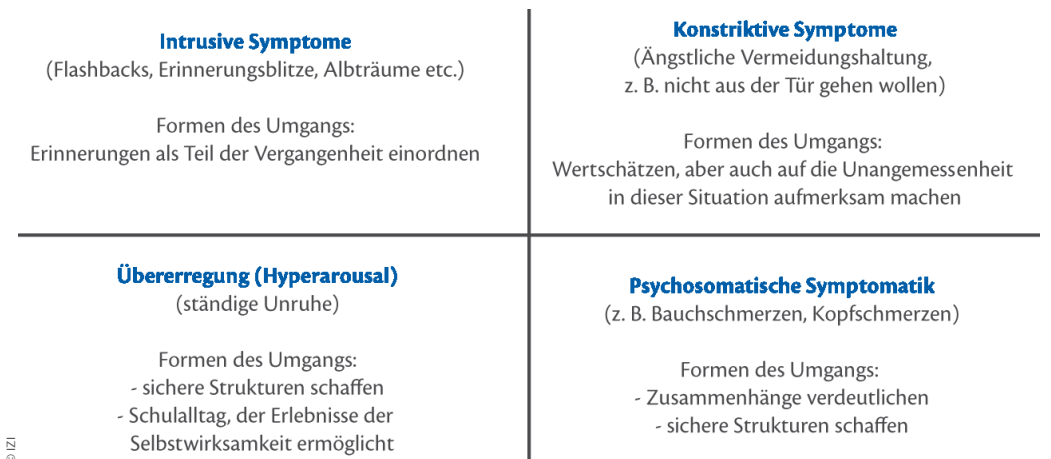 Intrusive Symptome
(Flashbacks, Erinnerungsblitze, Albträume etc.)
Formen des Umgangs:
Erinnerungen als Teil der Vergangenheit einordnen
Konstriktive Symptome
(Ängstliche Vermeidungshaltung,
z. B. nicht aus der Tür gehen wollen)
Formen des Umgangs:
Wertschätzen, aber auch auf die Unangemessenheit
in dieser Situation aufmerksam machen
Übererregung (Hyperarousal)
(ständige Unruhe)
Formen des Umgangs:
- sichere Strukturen schaffen
- Schulalltag, der Erlebnisse der
Selbstwirksamkeit ermöglicht
Psychosomatische Symptomatik
(z. B. Bauchschmerzen, Kopfschmerzen)
Formen des Umgangs:
- Zusammenhänge verdeutlichen
- sichere Strukturen schaffen
© IZI